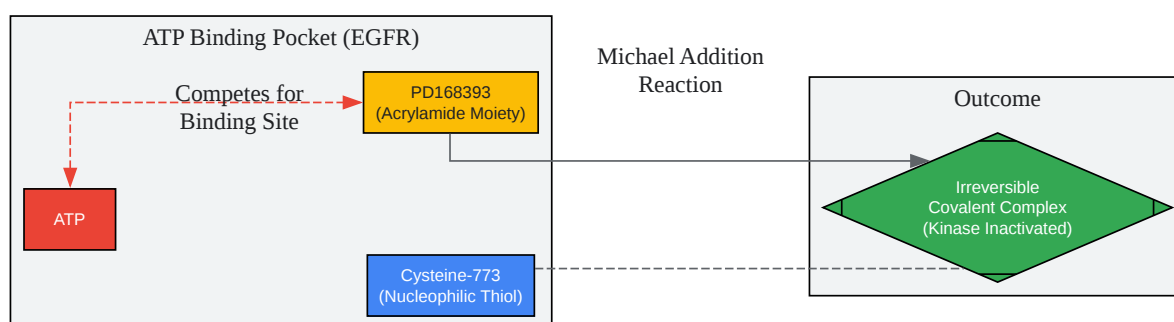 ATP Binding Pocket (EGFR)
Competes for
Binding Site
PD168393
(Acrylamide Moiety)
ATP
Cysteine-773
(Nucleophilic Thiol)
Michael Addition
Reaction
Outcome
Irreversible
Covalent Complex
(Kinase Inactivated)